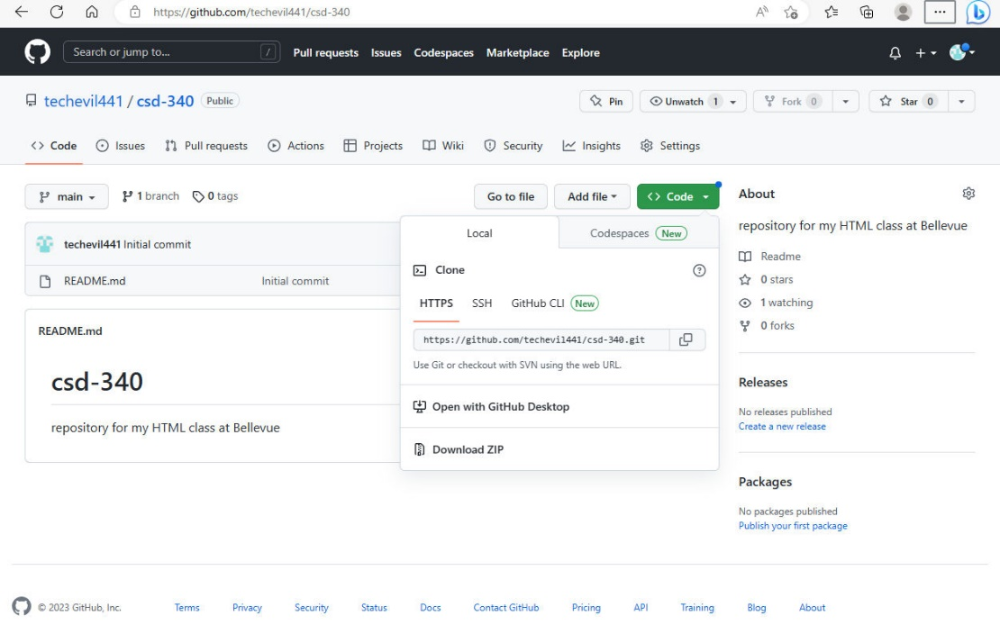 https://github.com/techevil441/csd-340
Search or jump to... /
Pull requests Issues Codespaces Marketplace Explore
techevil441 / csd-340 Public
Pin Unwatch 1 Fork 0 Star 0
Code Issues Pull requests Actions Projects Wiki Security Insights Settings
main 1 branch 0 tags Go to file Add file Code
techevil441 Initial commit
README.md Initial commit
README.md
csd-340
repository for my HTML class at Bellevue
Local Codespaces New
Clone
HTTPS SSH GitHub CLI New
https://github.com/techevil441/csd-340.git
Use Git or checkout with SVN using the web URL.
Open with GitHub Desktop
Download ZIP
About
repository for my HTML class at Bellevue
Readme
0 stars
1 watching
0 forks
Releases
No releases published
Create a new release
Packages
No packages published
Publish your first package
© 2023 GitHub, Inc. Terms Privacy Security Status Docs Contact GitHub Pricing API Training Blog About